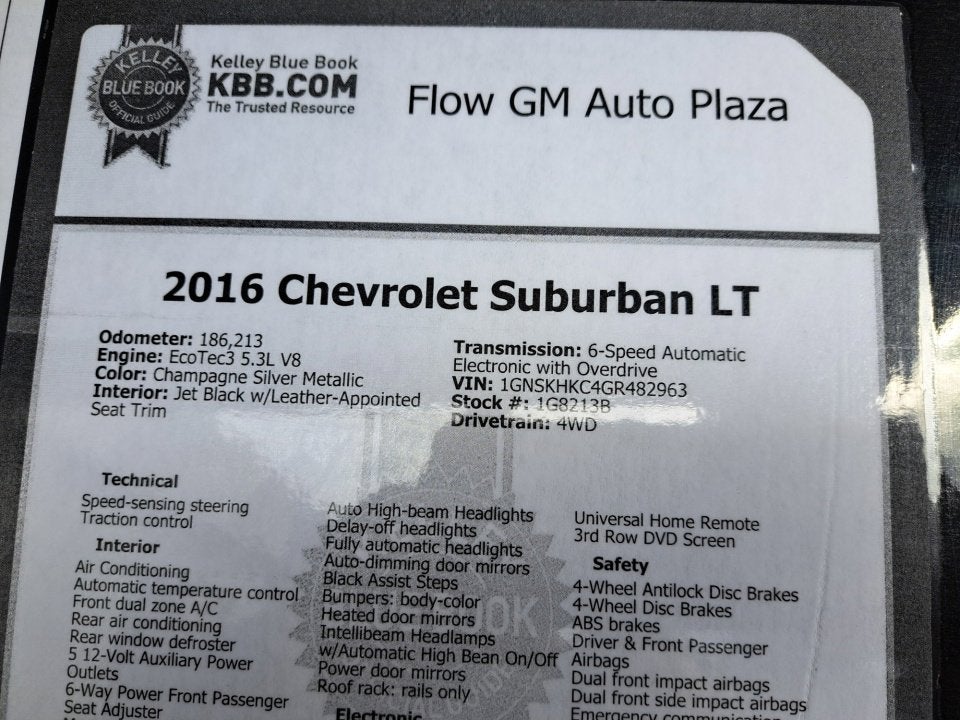 KELLEY
BLUE BOOK
OFFICIAL GUIDE
Kelley Blue Book
KBB.COM
The Trusted Resource
Flow GM Auto Plaza
2016 Chevrolet Suburban LT
Odometer: 186,213
Engine: EcoTec3 5.3L V8
Color: Champagne Silver Metallic
Interior: Jet Black w/Leather-Appointed
Seat Trim
Transmission: 6-Speed Automatic
Electronic with Overdrive
VIN: 1GNSKHKC4GR482963
Stock #: 1G8213B
Drivetrain: 4WD
Technical
Speed-sensing steering
Traction control
Interior
Air Conditioning
Automatic temperature control
Front dual zone A/C
Rear air conditioning
Rear window defroster
5 12-Volt Auxiliary Power
Outlets
6-Way Power Front Passenger
Seat Adjuster
Auto High-beam Headlights
Delay-off headlights
Fully automatic headlights
Auto-dimming door mirrors
Black Assist Steps
Bumpers: body-color
Heated door mirrors
Intellibeam Headlamps
w/Automatic High Bean On/Off
Power door mirrors
Roof rack: rails only
Electronic
Universal Home Remote
3rd Row DVD Screen
Safety
4-Wheel Antilock Disc Brakes
4-Wheel Disc Brakes
ABS brakes
Driver & Front Passenger
Airbags
Dual front impact airbags
Dual front side impact airbags
Emergency communication